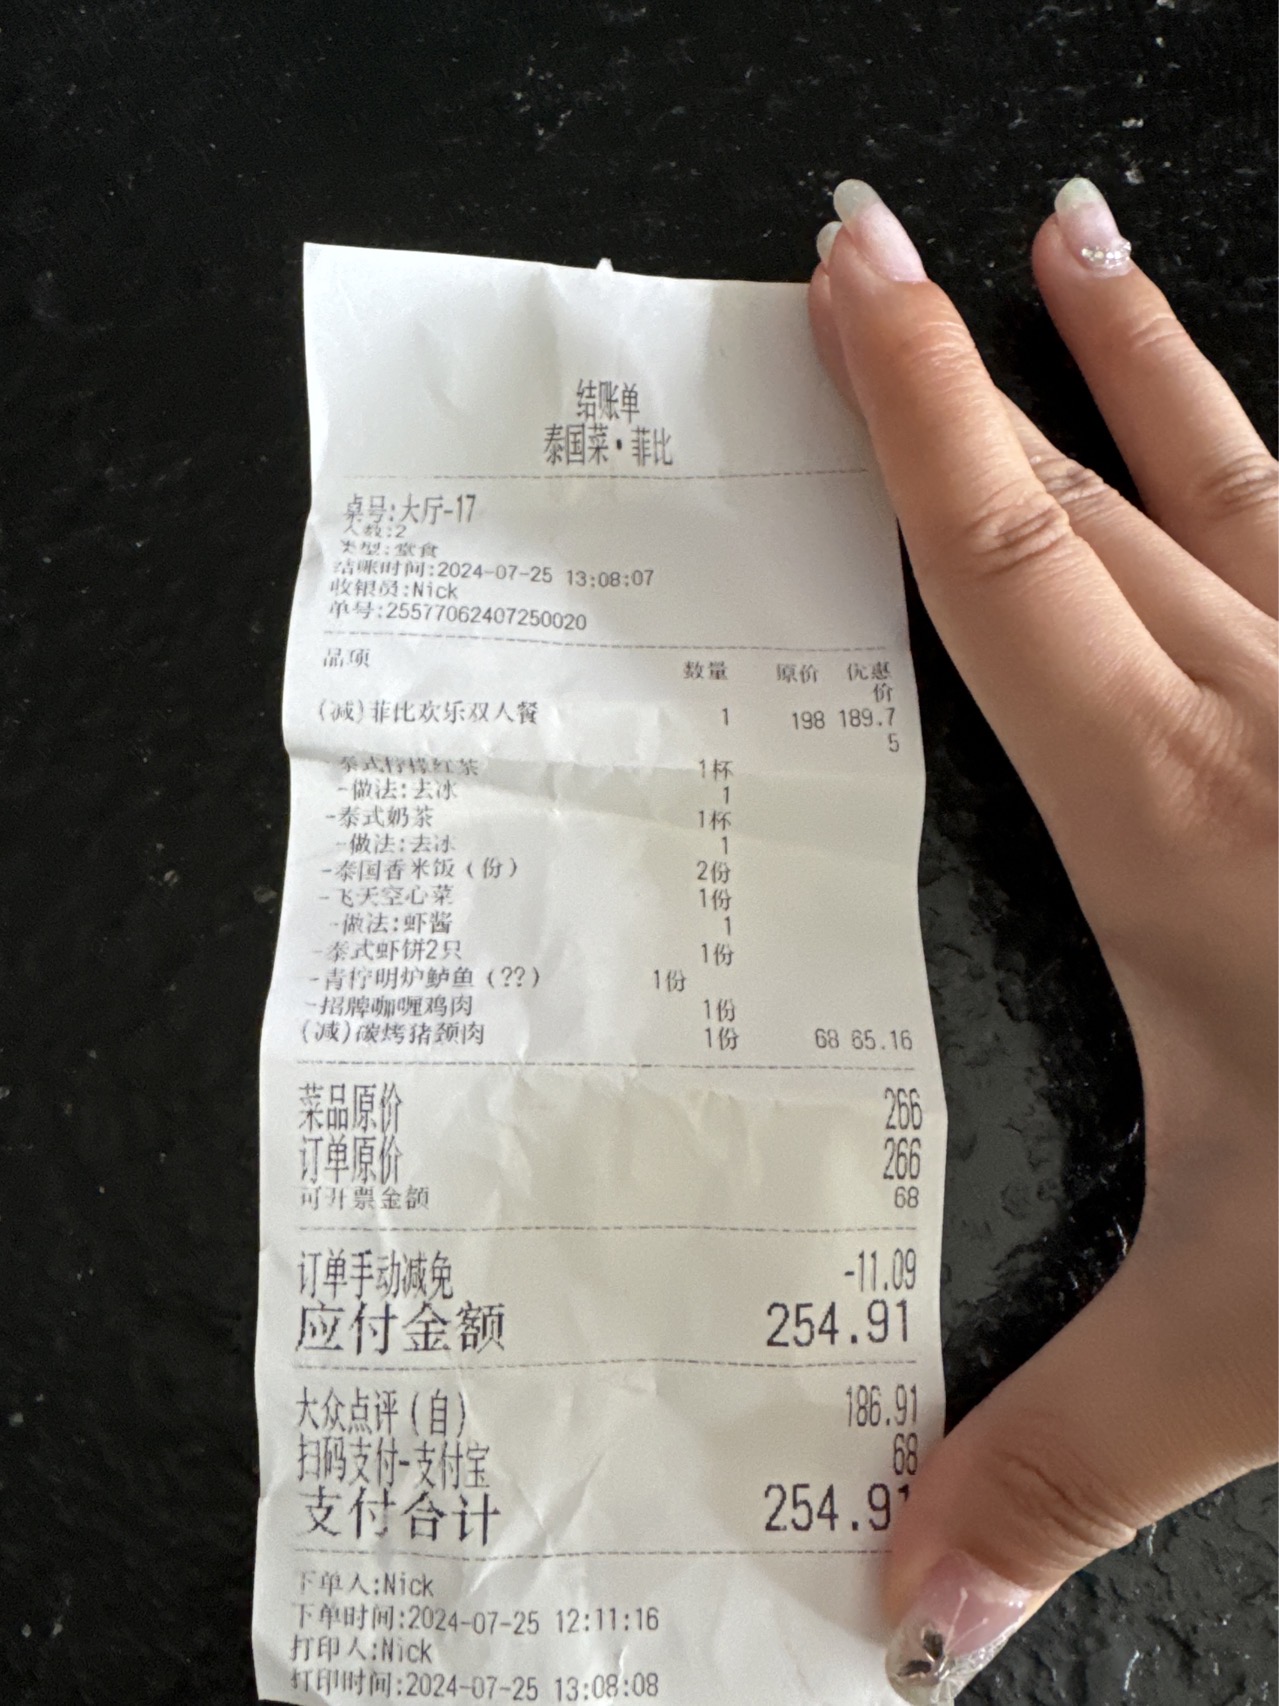 结账单
泰国菜·菲比
桌号:大厅-17
人数:2
类型:堂食
结账时间:2024-07-25 13:08:07
收银员:Nick
单号:25577062407250020
品项 数量 原价 优惠价
(减)菲比欢乐双人餐 1 198 189.75
泰式柠檬红茶 1杯
-做法:去冰 1
-泰式奶茶 1杯
-做法:去冰 1
-泰国香米饭(份) 2份
-飞天空心菜 1份
-做法:虾酱 1
-泰式虾饼2只 1份
-青柠明炉鲈鱼(??) 1份
-招牌咖喱鸡肉 1份
(减)碳烤猪颈肉 1份 68 65.16
菜品原价 266
订单原价 266
可开票金额 68
订单手动减免 -11.09
应付金额 254.91
大众点评(自) 186.91
扫码支付-支付宝 68
支付合计 254.91
下单人:Nick
下单时间:2024-07-25 12:11:16
打印人:Nick
打印时间:2024-07-25 13:08:08